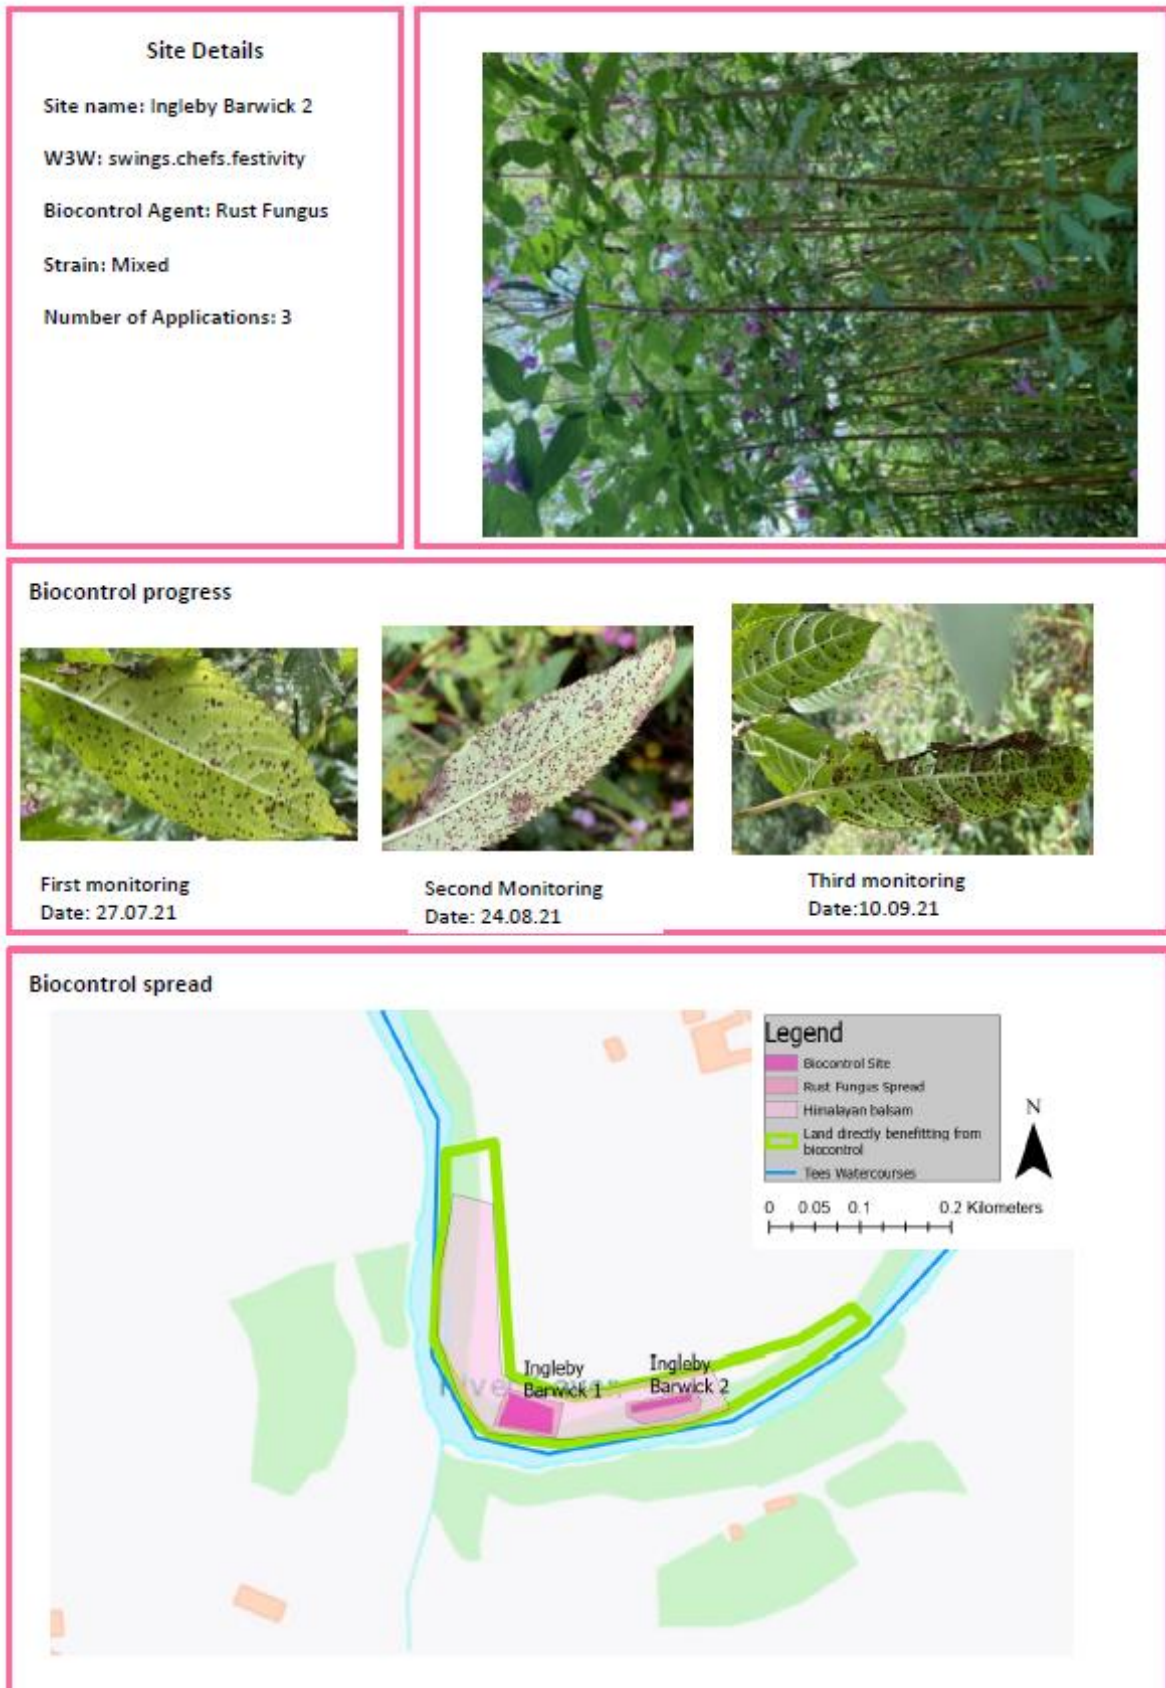 Site Details
Site name: Ingleby Barwick 2
W3W: swings.chefs.festivity
Biocontrol Agent: Rust Fungus
Strain: Mixed
Number of Applications: 3
Biocontrol progress
First monitoring
Date: 27.07.21
Second Monitoring
Date: 24.08.21
Third monitoring
Date:10.09.21
Biocontrol spread
Legend
Biocontrol Site
Rust Fungus Spread
Himalayan balsam
Land directly benefitting from
biocontrol
Tees Watercourses
N
0 0.05 0.1 0.2 Kilometers
Ingleby
Barwick 1
Ingleby
Barwick 2